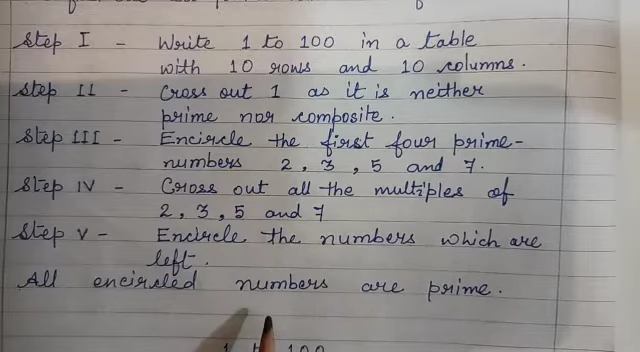 Step I - Write 1 to 100 in a table
with 10 rows and 10 columns.
Step II - Cross out 1 as it is neither
prime nor composite.
Step III - Encircle the first four prime-
numbers 2, 3, 5 and 7.
Step IV - Cross out all the multiples of
2, 3, 5 and 7
Step V - Encircle the numbers which are
left.
All encircled numbers are prime.
1 to 100